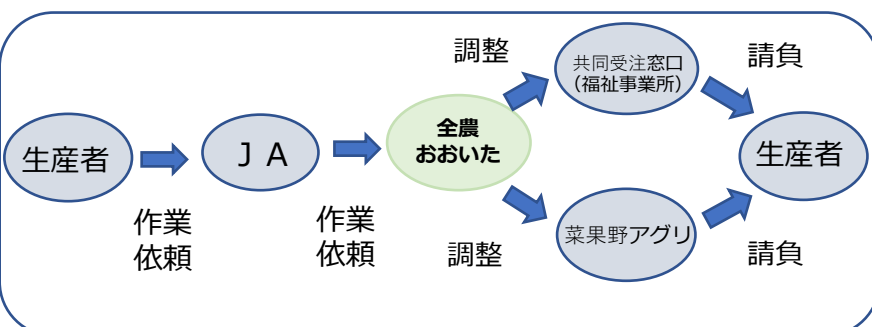 生産者
作業
依頼
ＪＡ
作業
依頼
全農
おおいた
調整
共同受注窓口
（福祉事業所）
請負
調整
菜果野アグリ
請負
生産者